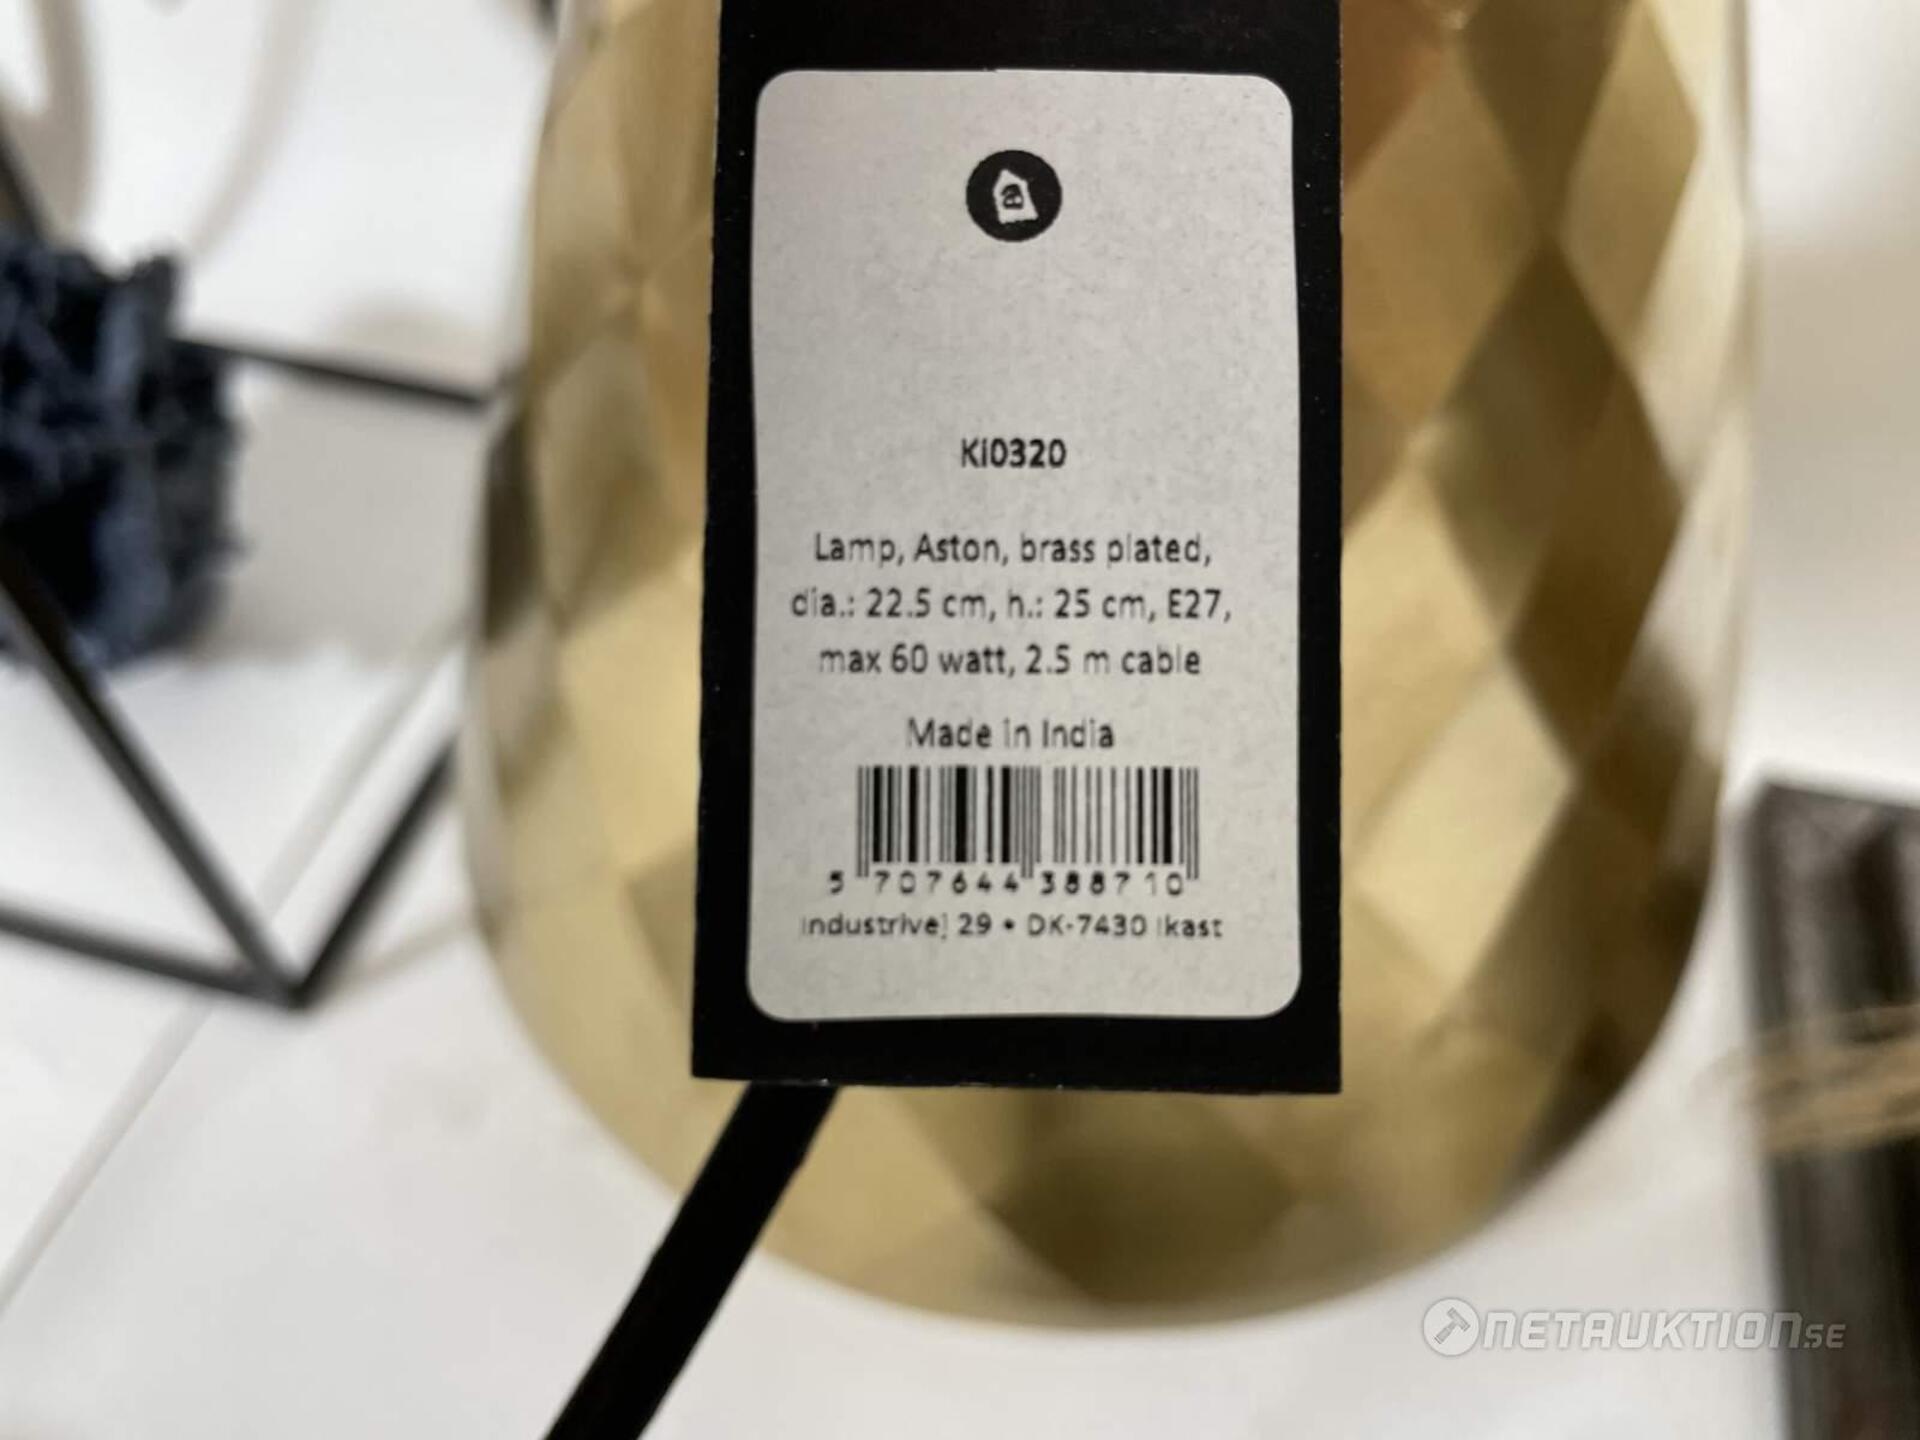 Ki0320
Lamp, Aston, brass plated,
dia.: 22.5 cm, h.: 25 cm, E27,
max 60 watt, 2.5 m cable
Made in India
5 707644 388710
Industrivej 29 • DK-7430 Ikast
NETAUKTION.SE